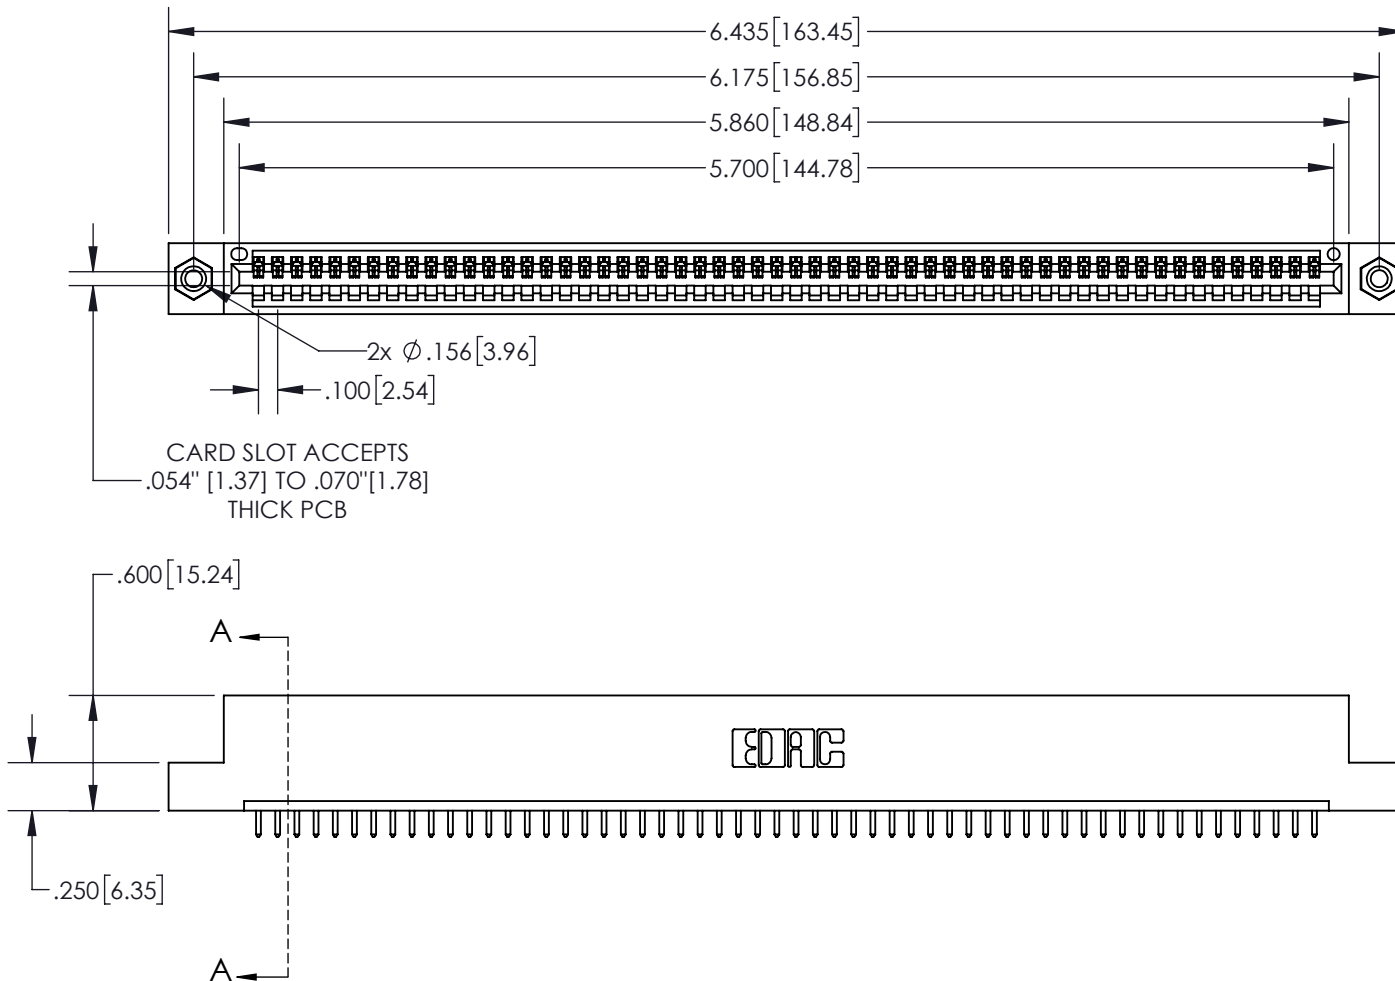 6.435[163.45]
6.175[156.85]
5.860[148.84]
5.700[144.78]
2x Ø.156[3.96]
.100[2.54]
CARD SLOT ACCEPTS
.054" [1.37] TO .070"[1.78]
THICK PCB
.600[15.24]
A
EDAC
.250[6.35]
A